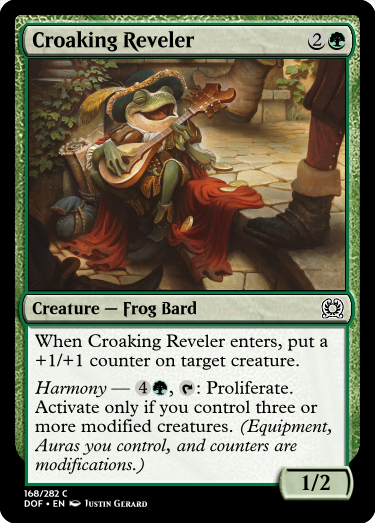 Croaking Reveler 2
Creature — Frog Bard
When Croaking Reveler enters, put a
+1/+1 counter on target creature.
Harmony — 4, : Proliferate.
Activate only if you control three or
more modified creatures. (Equipment,
Auras you control, and counters are
modifications.)
1/2
168/282 C
DOF • EN Justin Gerard